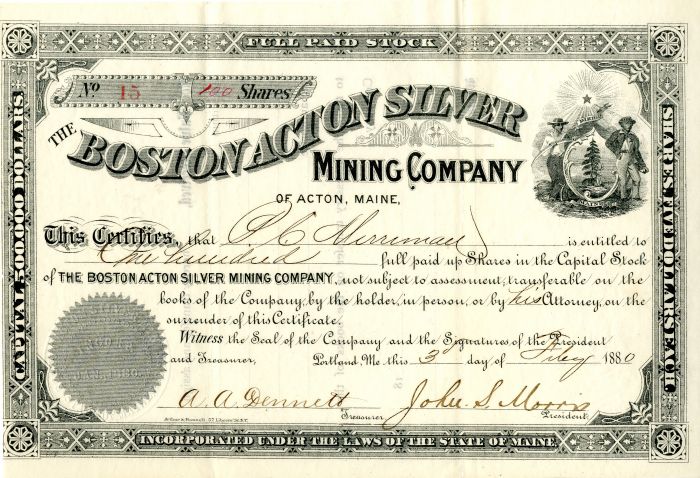 FULL PAID STOCK
No 15 100 Shares
THE
BOSTON ACTON SILVER
MINING COMPANY
OF ACTON, MAINE,
This Certifies, that P. C. Merriman is entitled to
One hundred full paid up Shares in the Capital Stock
of THE BOSTON ACTON SILVER MINING COMPANY, not subject to assessment; transferable on the
books of the Company, by the holder, in person, or by his Attorney, on the
surrender of this Certificate.
Witness the Seal of the Company and the Signatures of the President
and Treasurer. Portland, Me this 3 day of Feby 1880
A. A. Dennett Treasurer
John S. Morris President
CAPITAL 500,000 DOLLARS
SHARES FIVE DOLLARS EACH
INCORPORATED UNDER THE LAWS OF THE STATE OF MAINE